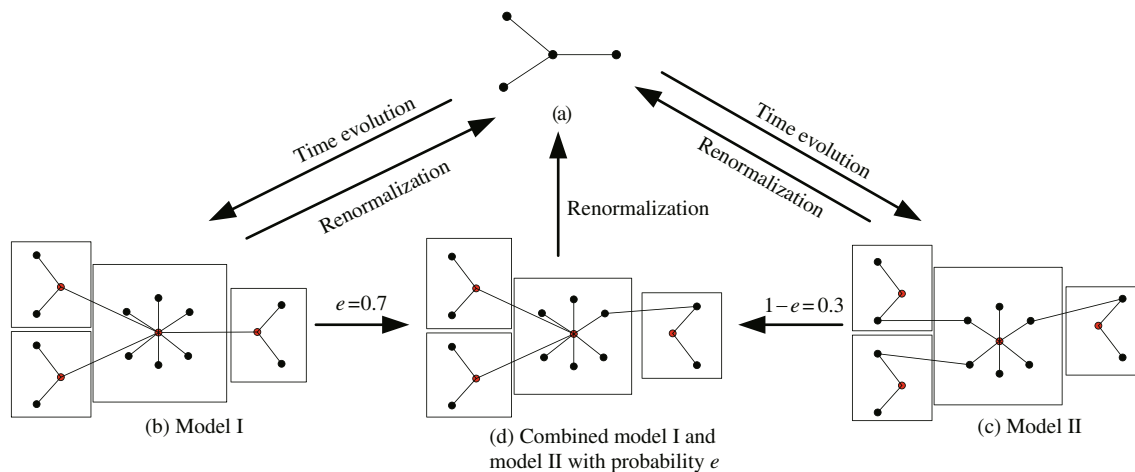 (a)
Time evolution
Renormalization
Time evolution
Renormalization
Renormalization
e=0.7
1−e=0.3
(b) Model I
(d) Combined model I and
model II with probability e
(c) Model II